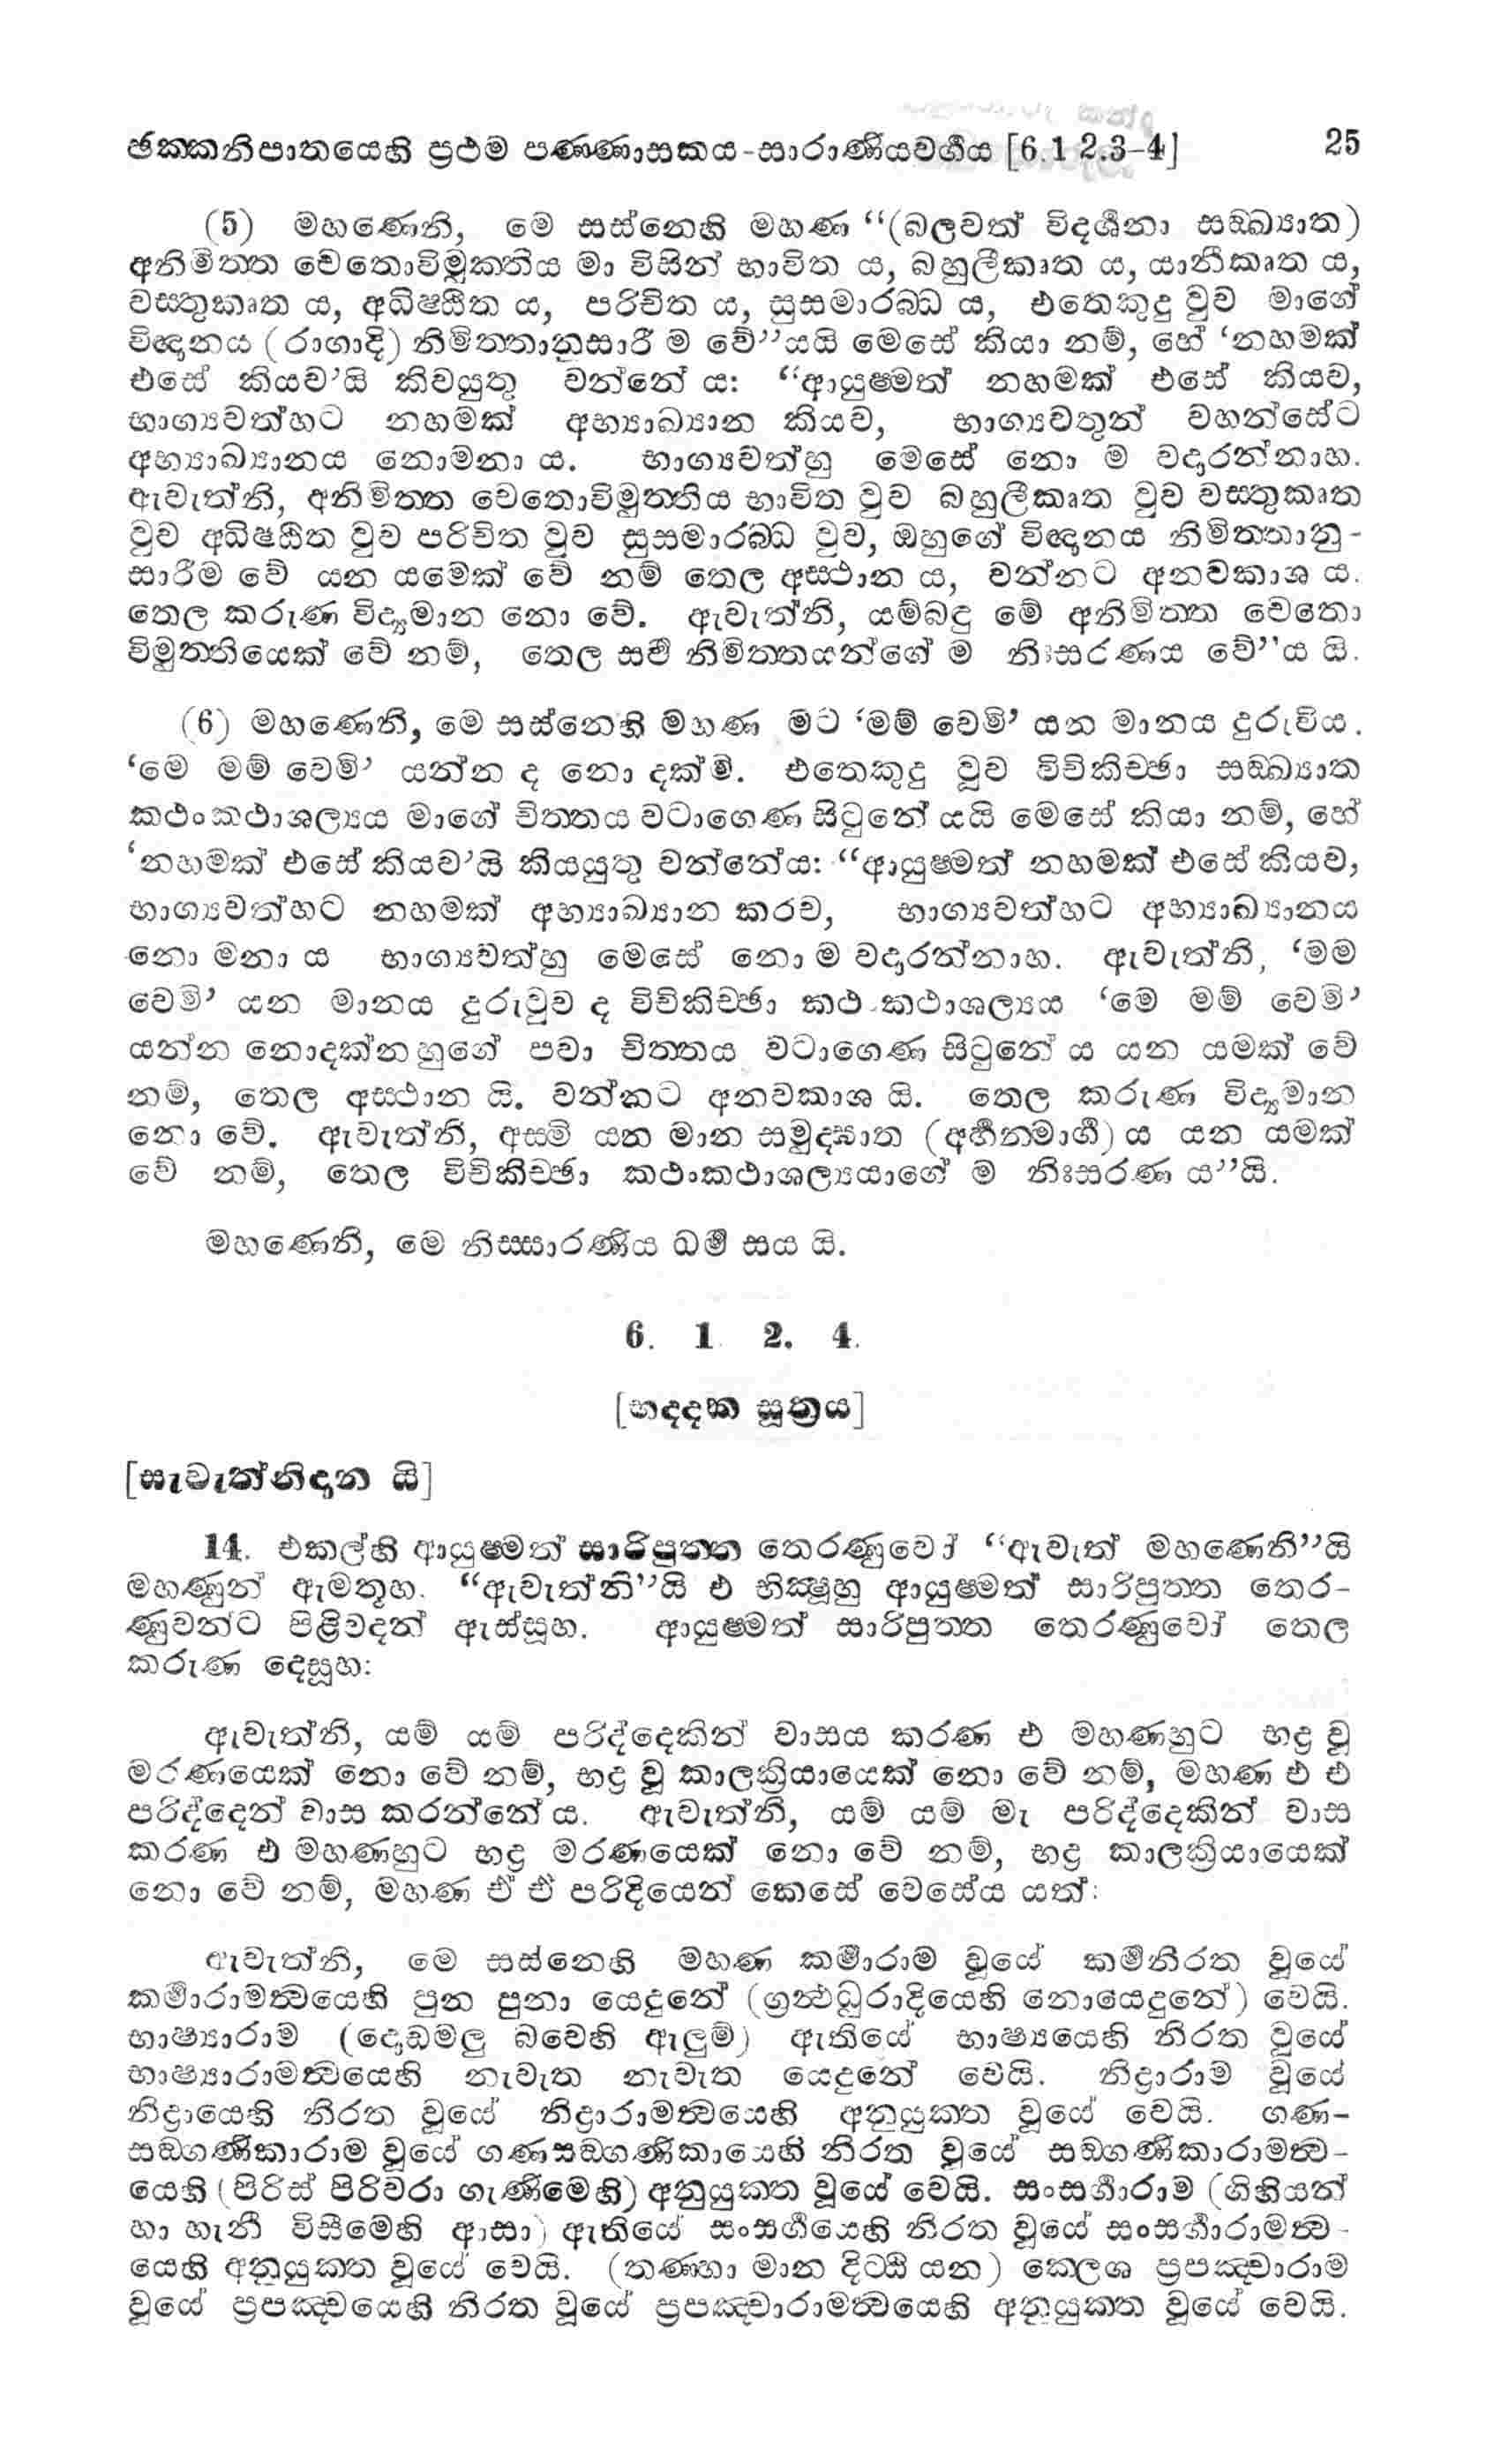 ඡක්කනිපාතයෙහි ප්‍රථම පණ්ණාසකය-සාරාණීයවර්ගය [6.1 2.3-4] 25
(5) මහණෙනි, මෙ සස්නෙහි මහණ “(බලවත් විදර්ශනා සඞ්ඛ්‍යාත)
අනිමිත්ත චෙතොවිමුක්තිය මා විසින් භාවිත ය, බහුලීකෘත ය, යානීකෘත ය,
වස්තුකෘත ය, අධිෂ්ඨිත ය, පරිචිත ය, සුසමාරබ්ධ ය, එතෙකුදු වුව මාගේ
විඥානය (රාගාදි) නිමිත්තානුසාරී ම වේ”යයි මෙසේ කියා නම්, හේ ‘නහමක්
එසේ කියව’යි කිවයුතු වන්නේ ය: “ආයුෂ්මත් නහමක් එසේ කියව,
භාග්‍යවත්හට නහමක් අභ්‍යාඛ්‍යාන කියව, භාග්‍යවතුන් වහන්සේට
අභ්‍යාඛ්‍යානය නොමනා ය. භාග්‍යවත්හු මෙසේ නො ම වදාරන්නාහ.
ඇවැත්නි, අනිමිත්ත චෙතොවිමුත්තිය භාවිත වුව බහුලීකෘත වුව වස්තුකෘත
වුව අධිෂ්ඨිත වුව පරිචිත වුව සුසමාරබ්ධ වුව, ඔහුගේ විඥානය නිමිත්තානු-
සාරීම වේ යන යමෙක් වේ නම් තෙල අස්ථාන ය, වන්නට අනවකාශ ය.
තෙල කරුණ විද්‍යමාන නො වේ. ඇවැත්නි, යම්බඳු මේ අනිමිත්ත චෙතො
විමුත්තියෙක් වේ නම්, තෙල සර්ව නිමිත්තයන්ගේ ම නිඃසරණය වේ”ය යි.
(6) මහණෙනි, මෙ සස්නෙහි මහණ මට ‘මම් වෙමි’ යන මානය දුරුවිය.
‘මෙ මම් වෙමි’ යන්න ද නො දක්මි. එතෙකුදු වුව විචිකිච්ඡා සඞ්ඛ්‍යාත
කථංකථාශල්‍යය මාගේ චිත්තය වටාගෙණ සිටුනේ යයි මෙසේ කියා නම්, හේ
‘නහමක් එසේ කියව’යි කියයුතු වන්නේය: “ආයුෂ්මත් නහමක් එසේ කියව,
භාග්‍යවත්හට නහමක් අභ්‍යාඛ්‍යාන කරව, භාග්‍යවත්හට අභ්‍යාඛ්‍යානය
නො මනා ය භාග්‍යවත්හු මෙසේ නො ම වදාරන්නාහ. ඇවැත්නි, ‘මම
වෙමි’ යන මානය දුරුවුව ද විචිකිච්ඡා කථ කථාශල්‍යය ‘මෙ මම් වෙමි’
යන්න නොදක්නහුගේ පවා චිත්තය වටාගෙණ සිටුනේ ය යන යමක් වේ
නම්, තෙල අස්ථාන යි. වන්නට අනවකාශ යි. තෙල කරුණ විද්‍යමාන
නො වේ. ඇවැත්නි, අස්මි යන මාන සමුද්ඝාත (අර්හත්මාර්ග) ය යන යමක්
වේ නම්, තෙල විචිකිච්ඡා කථංකථාශල්‍යයාගේ ම නිඃසරණ ය”යි.
මහණෙනි, මෙ නිස්සාරණීය ධර්ම සය යි.
6. 1 2. 4.
[භද්දක සූත්‍රය]
[සැවැත්නිදාන යි]
14. එකල්හි ආයුෂ්මත් සාරිපුත්ත තෙරණුවෝ “ඇවැත් මහණෙනි”යි
මහණුන් ඇමතූහ. “ඇවැත්නි”යි එ භික්ෂූහු ආයුෂ්මත් සාරිපුත්ත තෙර-
ණුවන්ට පිළිවදන් ඇස්සූහ. ආයුෂ්මත් සාරිපුත්ත තෙරණුවෝ තෙල
කරුණ දෙසූහ:
ඇවැත්නි, යම් යම් පරිද්දෙකින් වාසය කරණ එ මහණහුට භද්‍ර වූ
මරණයෙක් නො වේ නම්, භද්‍ර වූ කාලක්‍රියායෙක් නො වේ නම්, මහණ එ එ
පරිද්දෙන් වාස කරන්නේ ය. ඇවැත්නි, යම් යම් මැ පරිද්දෙකින් වාස
කරණ එ මහණහුට භද්‍ර මරණයෙක් නො වේ නම්, භද්‍ර කාලක්‍රියායෙක්
නො වේ නම්, මහණ ඒ ඒ පරිදියෙන් කෙසේ වෙසේය යත්:
ඇවැත්නි, මෙ සස්නෙහි මහණ කර්මාරාම වූයේ කර්මනිරත වූයේ
කර්මාරාමත්‍වයෙහි පුන පුනා යෙදුනේ (ග්‍රන්ථධුරාදියෙහි නොයෙදුනේ) වෙයි.
භාෂ්‍යාරාම (දොඩමලු බවෙහි ඇලුම්) ඇතියේ භාෂ්‍යයෙහි නිරත වූයේ
භාෂ්‍යාරාමත්‍වයෙහි නැවැත නැවැත යෙදුනේ වෙයි. නිද්‍රාරාම වූයේ
නිද්‍රායෙහි නිරත වූයේ නිද්‍රාරාමත්‍වයෙහි අනුයුක්ත වූයේ වෙයි. ගණ-
සඞ්ගණිකාරාම වූයේ ගණසඞ්ගණිකායෙහි නිරත වූයේ සඞ්ගණිකාරාමත්‍ව-
යෙහි (පිරිස් පිරිවරා ගැණීමෙහි) අනුයුක්ත වූයේ වෙයි. සංසර්ගාරාම (ගිහියන්
හා හැනී විසීමෙහි ආසා) ඇතියේ සංසර්ගයෙහි නිරත වූයේ සංසර්ගාරාමත්‍ව-
යෙහි අනුයුක්ත වූයේ වෙයි. (තණ්හා මාන දිට්ඨි යන) ක්ලෙශ ප්‍රපඤ්චාරාම
වූයේ ප්‍රපඤ්චයෙහි නිරත වූයේ ප්‍රපඤ්චාරාමත්‍වයෙහි අනුයුක්ත වූයේ වෙයි.